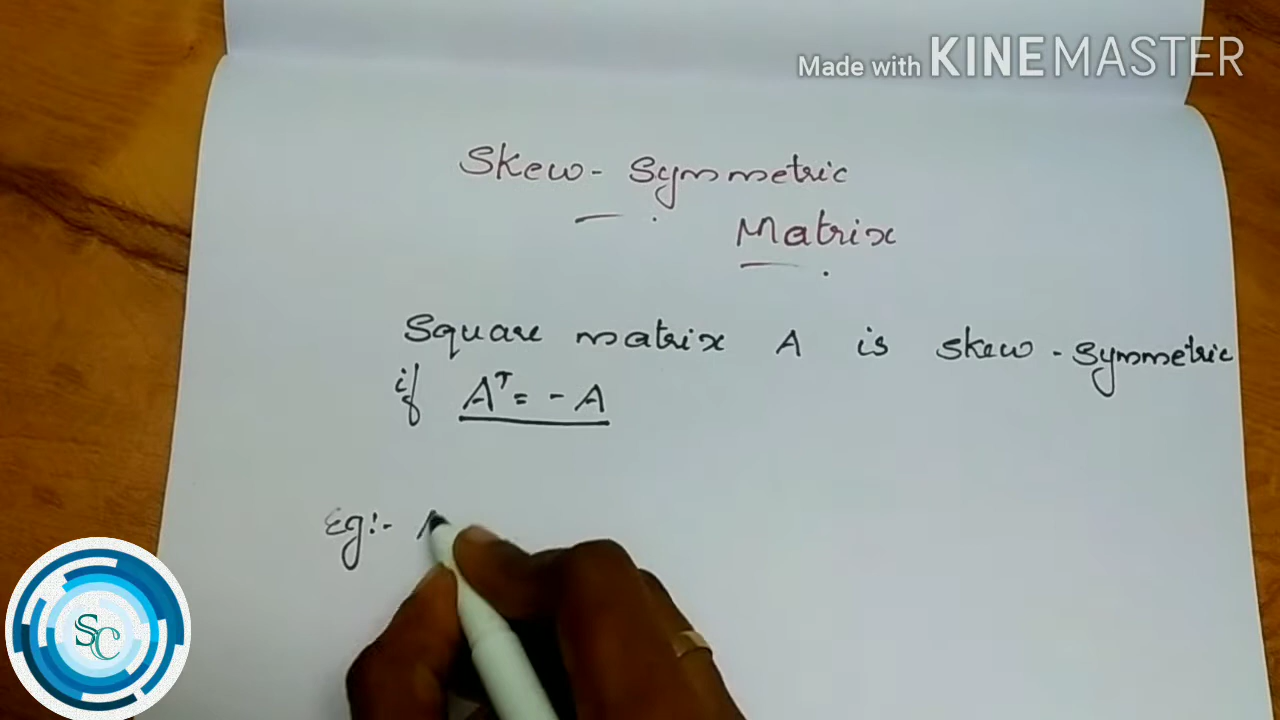 Made with KINEMASTER
Skew-Symmetric
Matrix
Square matrix A is skew-symmetric
if Aᵀ = - A
Eg:- A
SC